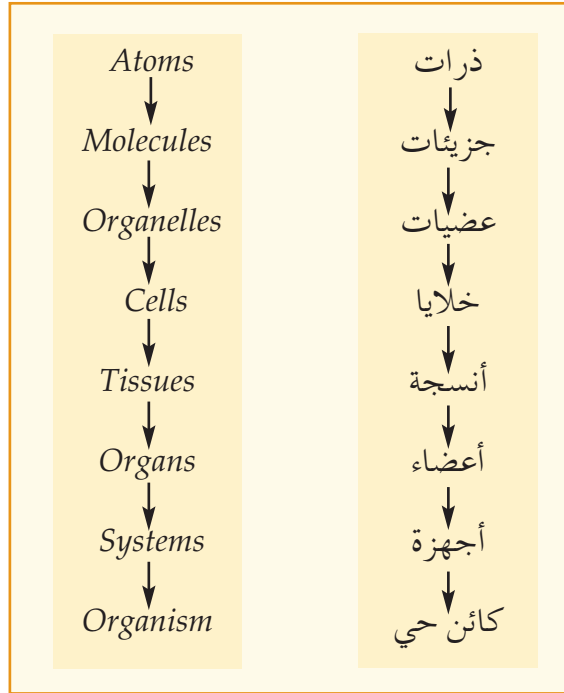 Atoms
Molecules
Organelles
Cells
Tissues
Organs
Systems
Organism
ذرات
جزيئات
عضيات
خلايا
أنسجة
أعضاء
أجهزة
كائن حي